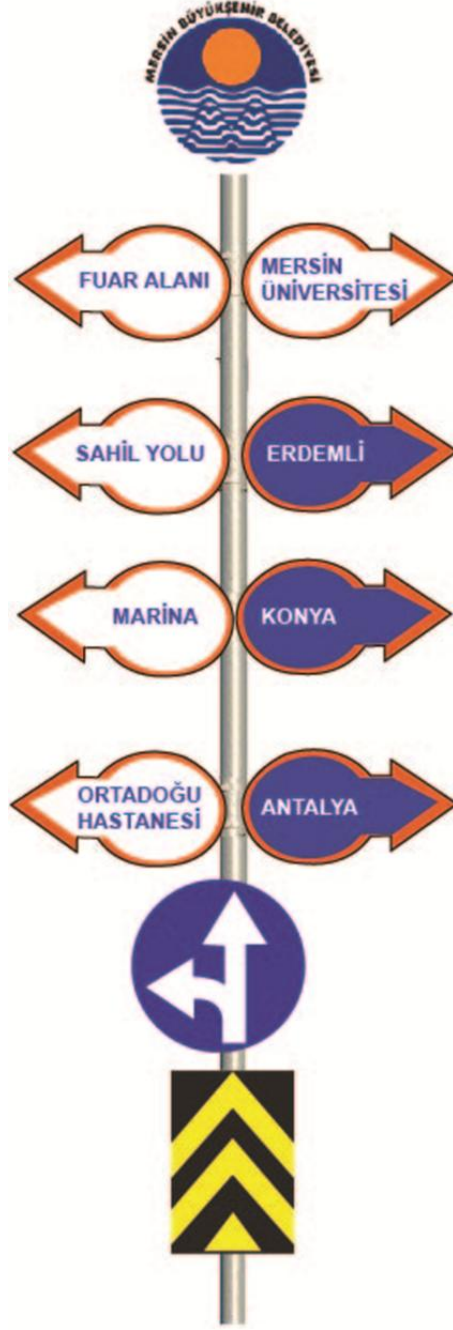 MERSİN BÜYÜKŞEHİR BELEDİYESİ
FUAR ALANI
MERSİN
ÜNİVERSİTESİ
SAHİL YOLU
ERDEMLİ
MARİNA
KONYA
ORTADOĞU
HASTANESİ
ANTALYA